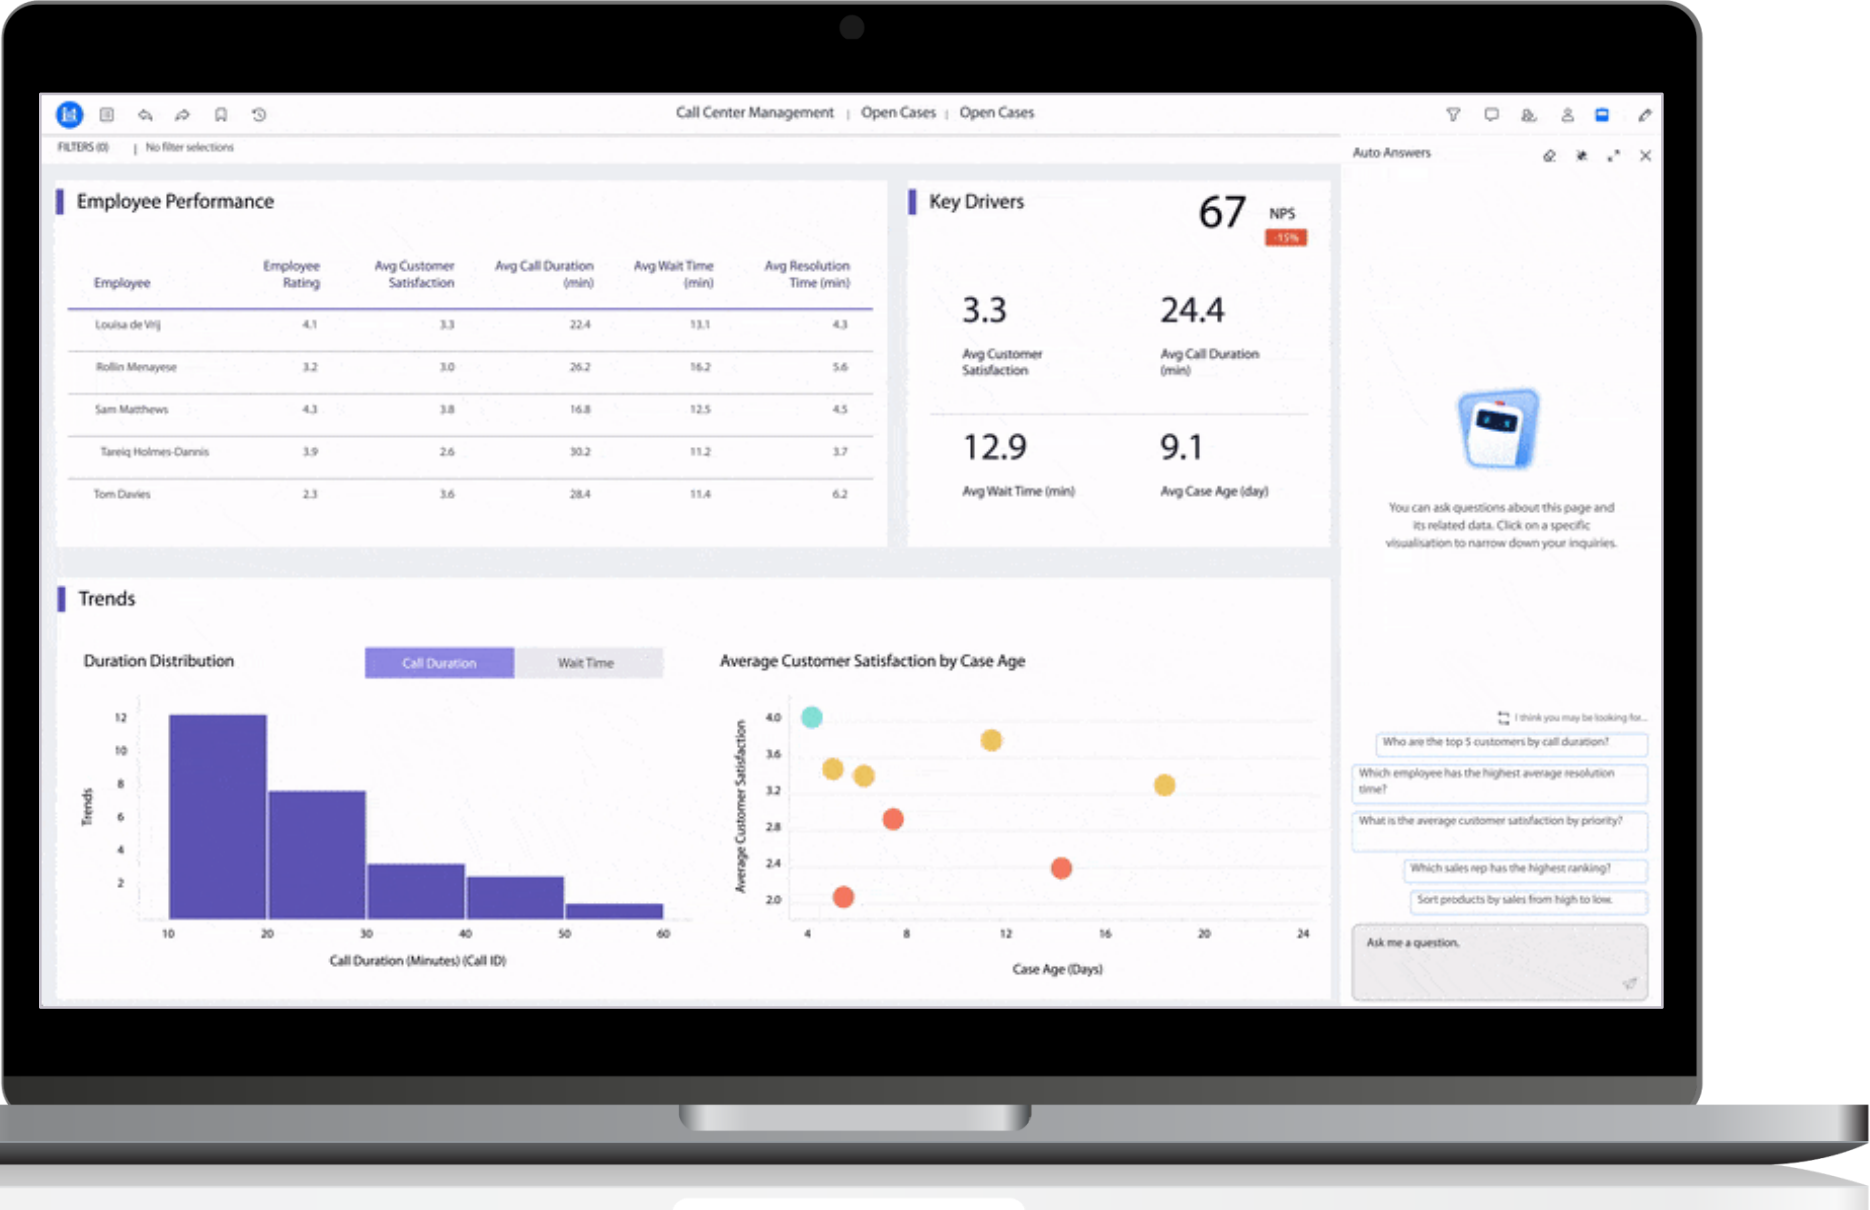 Call Center Management | Open Cases | Open Cases
FILTERS (0) | No filter selections
Auto Answers
Employee Performance
Employee Employee Rating Avg Customer Satisfaction Avg Call Duration (min) Avg Wait Time (min) Avg Resolution Time (min)
Louisa de Vrij 4.1 3.3 22.4 13.1 4.3
Rollin Menayese 3.2 3.0 26.2 16.2 5.6
Sam Matthews 4.3 3.8 16.8 12.5 4.5
Tareiq Holmes-Dannis 3.9 2.6 30.2 11.2 3.7
Tom Davies 2.3 3.6 28.4 11.4 6.2
Key Drivers
67 NPS
-15%
3.3
Avg Customer
Satisfaction
24.4
Avg Call Duration
(min)
12.9
Avg Wait Time (min)
9.1
Avg Case Age (day)
Trends
Duration Distribution
Call Duration Wait Time
Trends
12
10
8
6
4
2
10 20 30 40 50 60
Call Duration (Minutes) (Call ID)
Average Customer Satisfaction by Case Age
Average Customer Satisfaction
4.0
3.6
3.2
2.8
2.4
2.0
4 8 12 16 20 24
Case Age (Days)
You can ask questions about this page and
its related data. Click on a specific
visualisation to narrow down your inquiries.
I think you may be looking for...
Who are the top 5 customers by call duration?
Which employee has the highest average resolution
time?
What is the average customer satisfaction by priority?
Which sales rep has the highest ranking?
Sort products by sales from high to low.
Ask me a question.